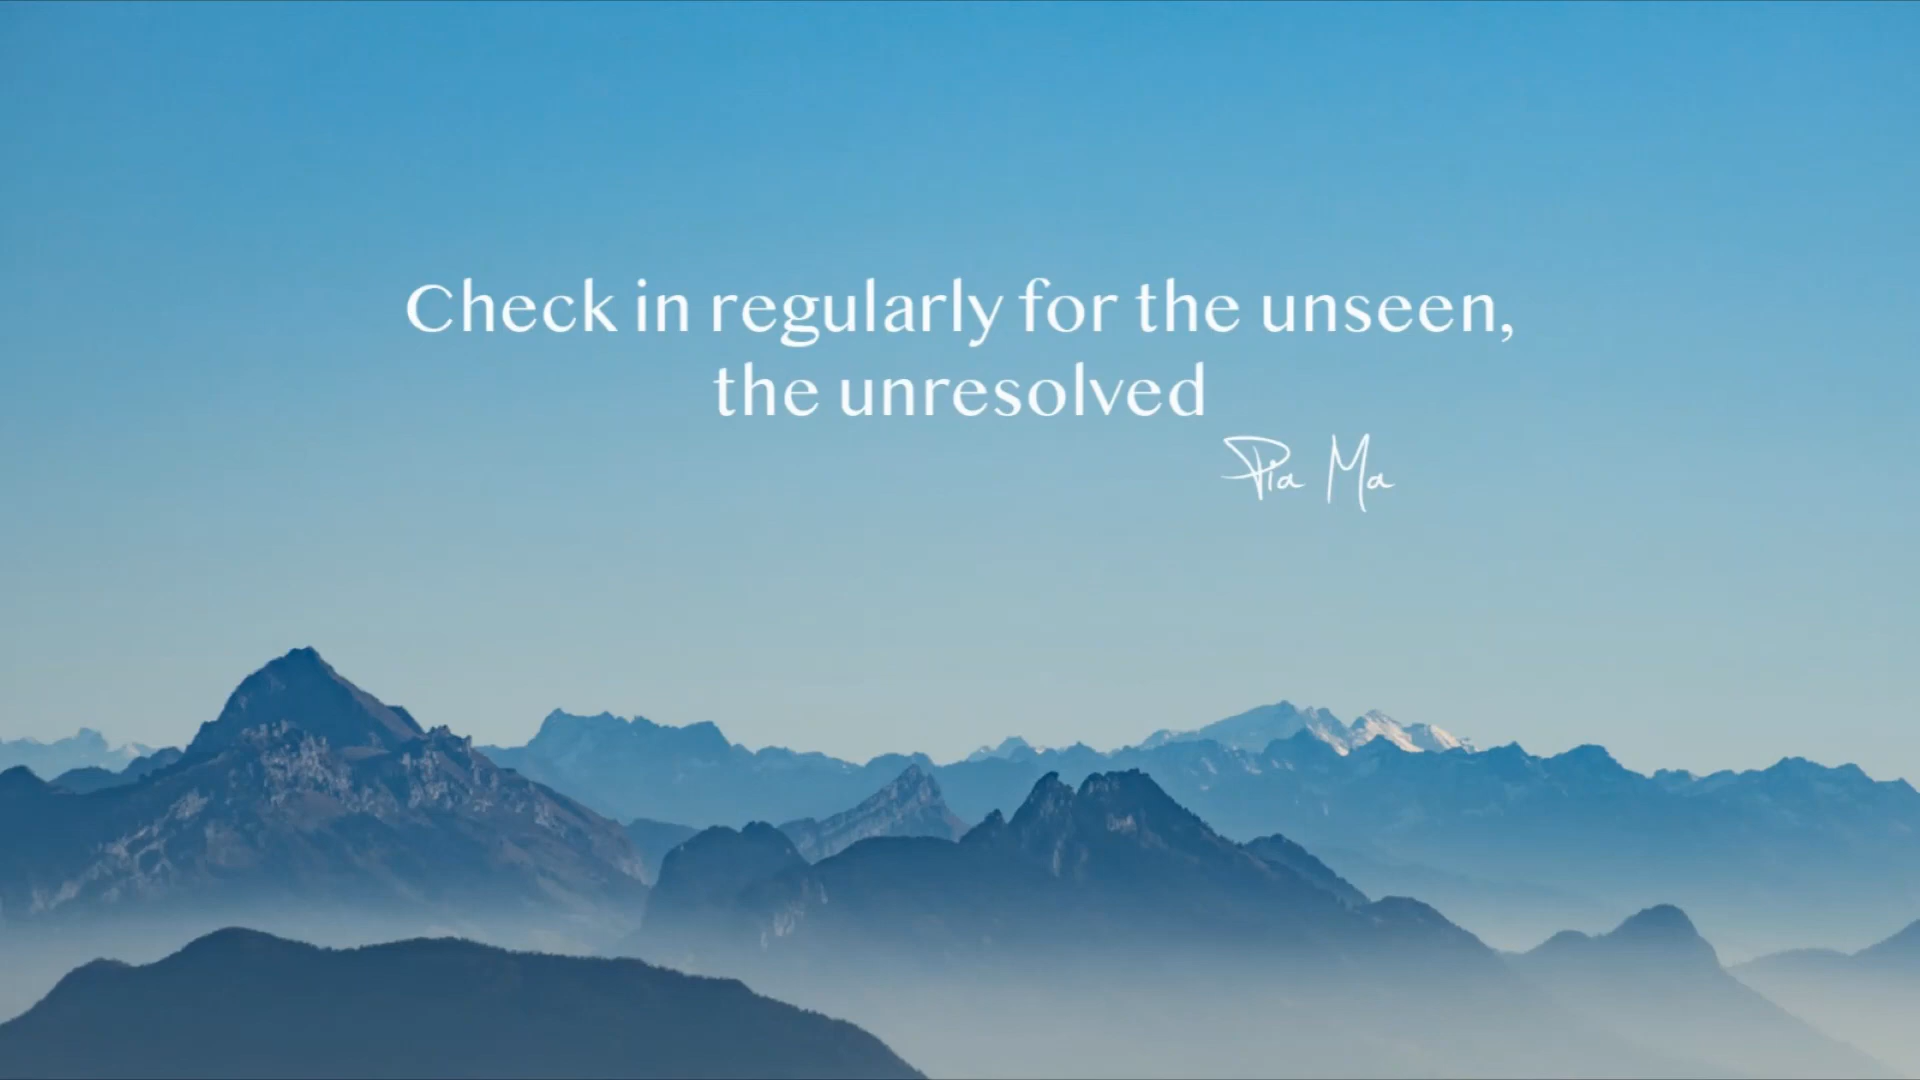 Check in regularly for the unseen,
the unresolved
Pia Ma